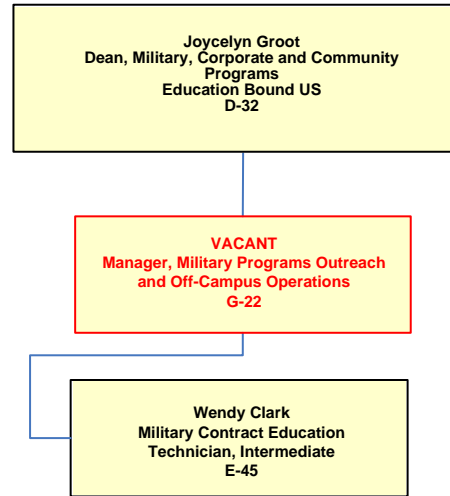 Joycelyn Groot
Dean, Military, Corporate and Community
Programs
Education Bound US
D-32
VACANT
Manager, Military Programs Outreach
and Off-Campus Operations
G-22
Wendy Clark
Military Contract Education
Technician, Intermediate
E-45